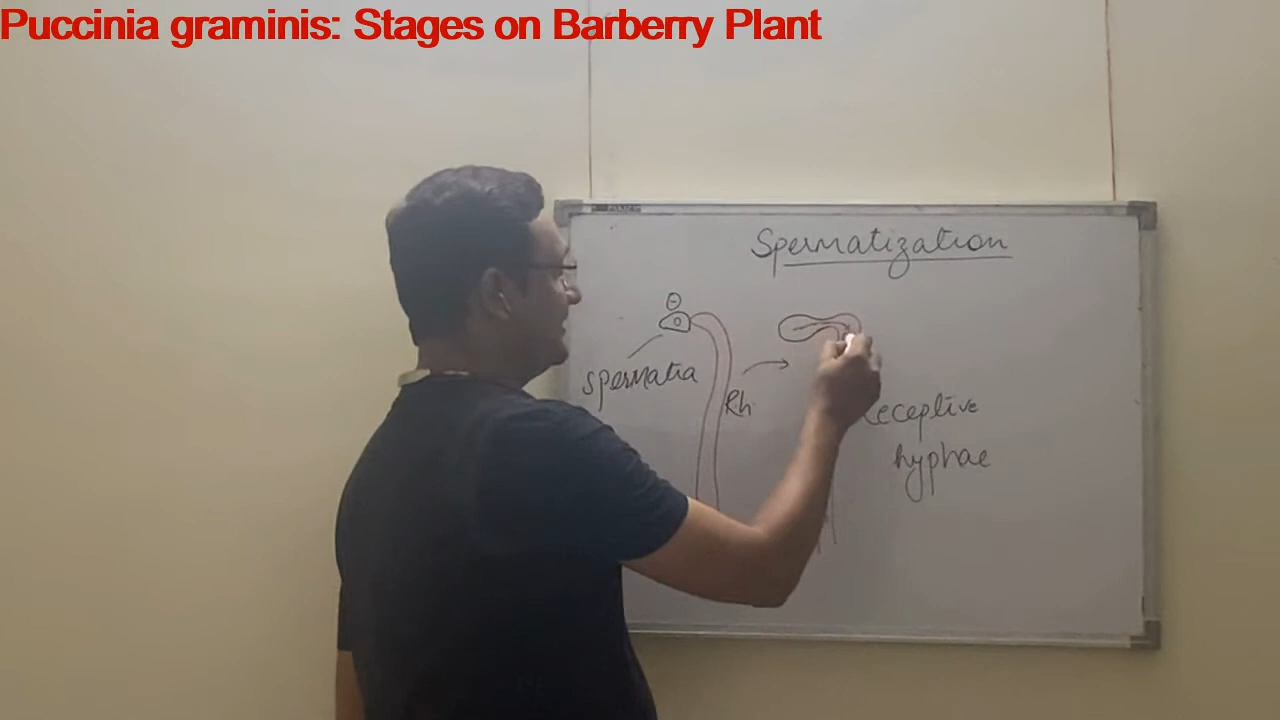 Puccinia graminis: Stages on Barberry Plant
Spermatization
spermatia
Rh
Receptive
hyphae